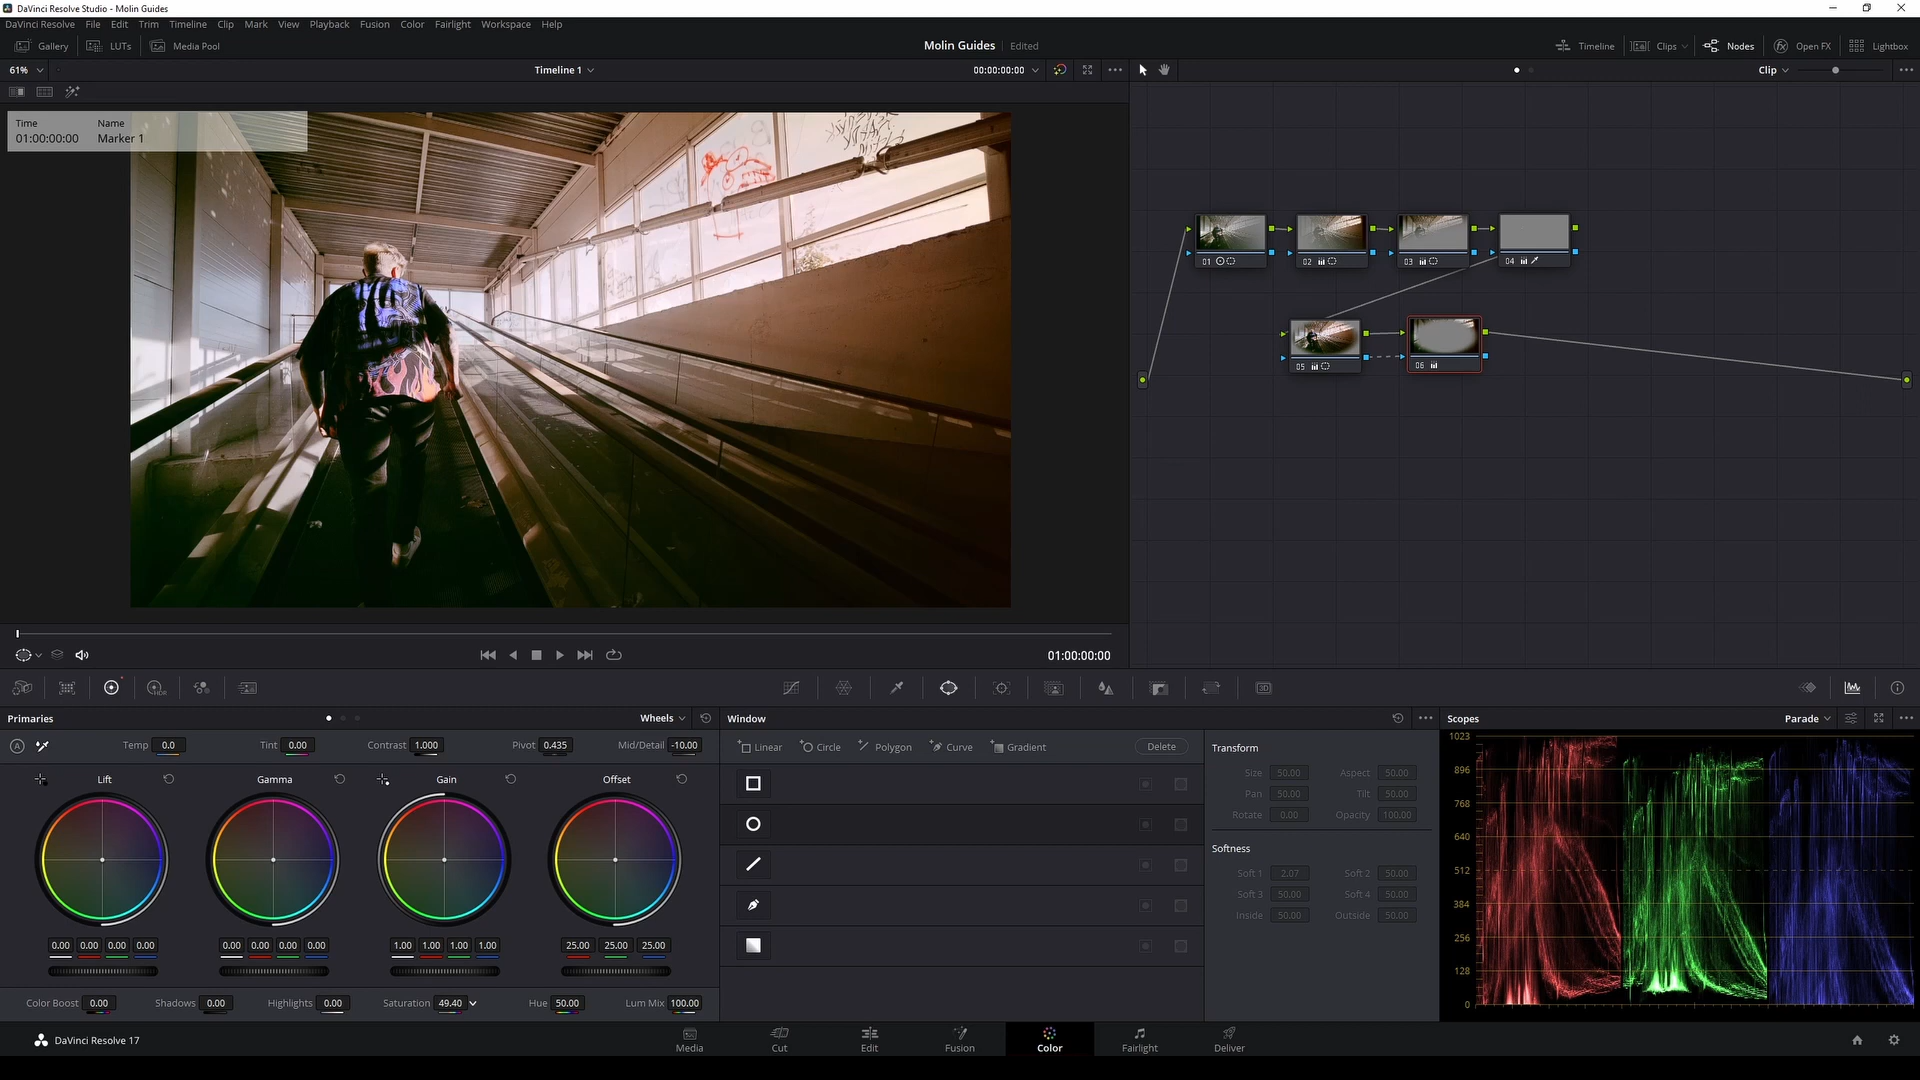 DaVinci Resolve Studio - Molin Guides
DaVinci Resolve File Edit Trim Timeline Clip Mark View Playback Fusion Color Fairlight Workspace Help
Gallery LUTs Media Pool Molin Guides Edited Timeline Clips Nodes Open FX Lightbox
61% Timeline 1 00:00:00:00 Clip
Time Name
01:00:00:00 Marker 1
01 02 03 04
05 06
01:00:00:00
HDR 3D
Primaries Wheels Window Scopes Parade
A Temp 0.0 Tint 0.00 Contrast 1.000 Pivot 0.435 Mid/Detail -10.00
Lift Gamma Gain Offset
0.00 0.00 0.00 0.00 0.00 0.00 0.00 0.00 1.00 1.00 1.00 1.00 25.00 25.00 25.00
Color Boost 0.00 Shadows 0.00 Highlights 0.00 Saturation 49.40 Hue 50.00 Lum Mix 100.00
Linear Circle Polygon Curve Gradient Delete
Transform
Size 50.00 Aspect 50.00
Pan 50.00 Tilt 50.00
Rotate 0.00 Opacity 100.00
Softness
Soft 1 2.07 Soft 2 50.00
Soft 3 50.00 Soft 4 50.00
Inside 50.00 Outside 50.00
1023
896
768
640
512
384
256
128
0
DaVinci Resolve 17 Media Cut Edit Fusion Color Fairlight Deliver